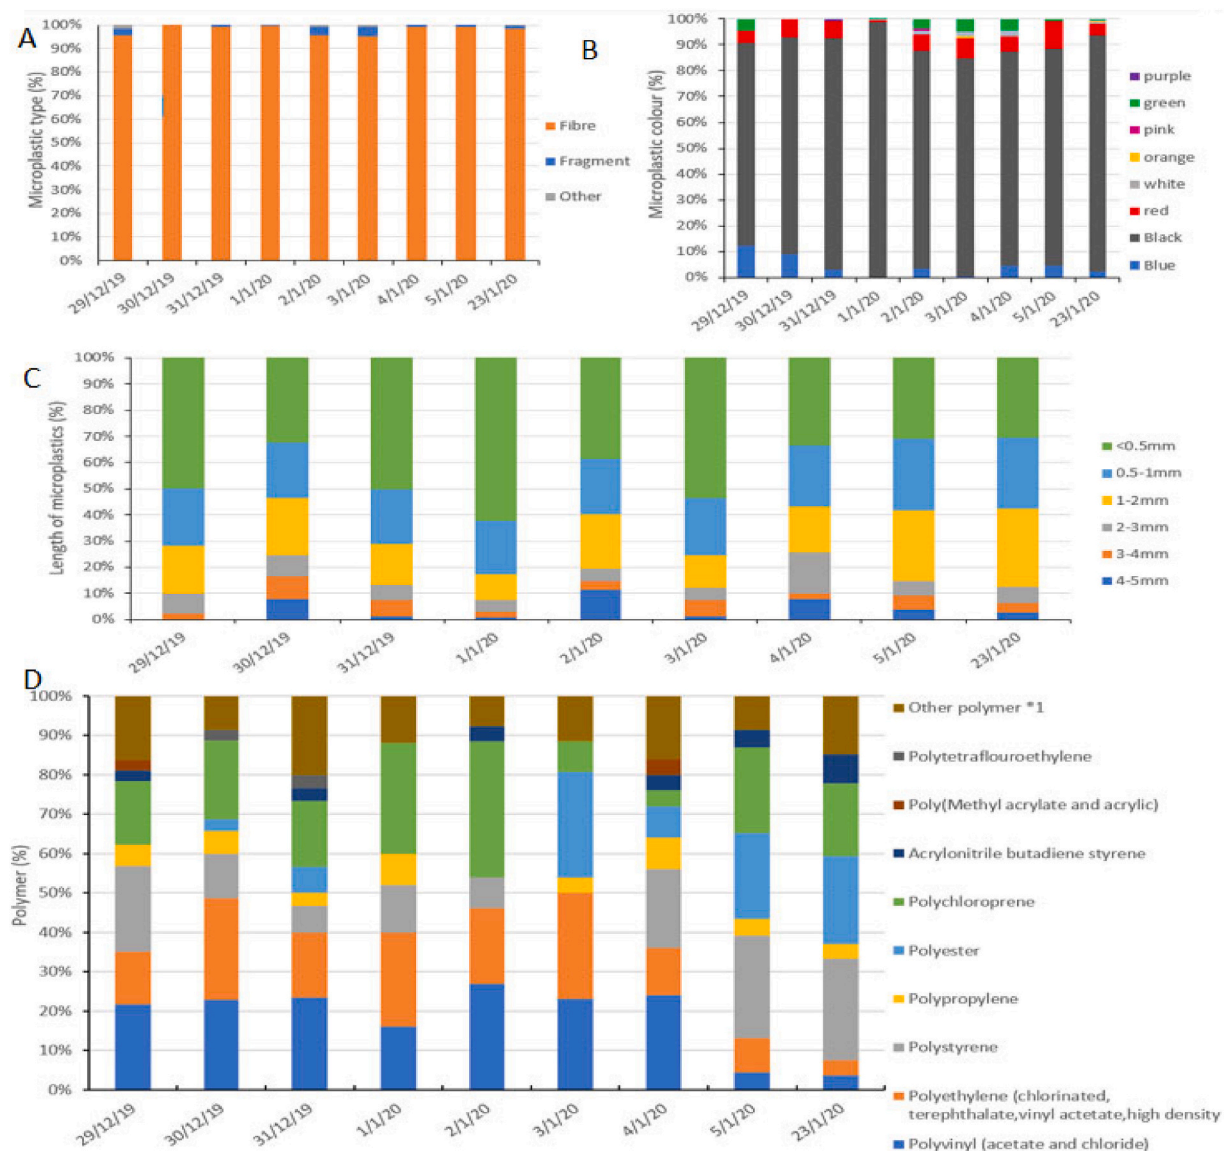 A
Microplastic type (%)
100%
90%
80%
70%
60%
50%
40%
30%
20%
10%
0%
29/12/19
30/12/19
31/12/19
1/1/20
2/1/20
3/1/20
4/1/20
5/1/20
23/1/20
Fibre
Fragment
Other
B
Microplastic colour (%)
100%
90%
80%
70%
60%
50%
40%
30%
20%
10%
0%
29/12/19
30/12/19
31/12/19
1/1/20
2/1/20
3/1/20
4/1/20
5/1/20
23/1/20
purple
green
pink
orange
white
red
Black
Blue
C
Length of microplastics (%)
100%
90%
80%
70%
60%
50%
40%
30%
20%
10%
0%
29/12/19
30/12/19
31/12/19
1/1/20
2/1/20
3/1/20
4/1/20
5/1/20
23/1/20
<0.5mm
0.5-1mm
1-2mm
2-3mm
3-4mm
4-5mm
D
Polymer (%)
100%
90%
80%
70%
60%
50%
40%
30%
20%
10%
0%
29/12/19
30/12/19
31/12/19
1/1/20
2/1/20
3/1/20
4/1/20
5/1/20
23/1/20
Other polymer *1
Polytetraflouroethylene
Poly(Methyl acrylate and acrylic)
Acrylonitrile butadiene styrene
Polychloroprene
Polyester
Polypropylene
Polystyrene
Polyethylene (chlorinated,
terephthalate,vinyl actetate,high density
Polyvinyl (acetate and chloride)